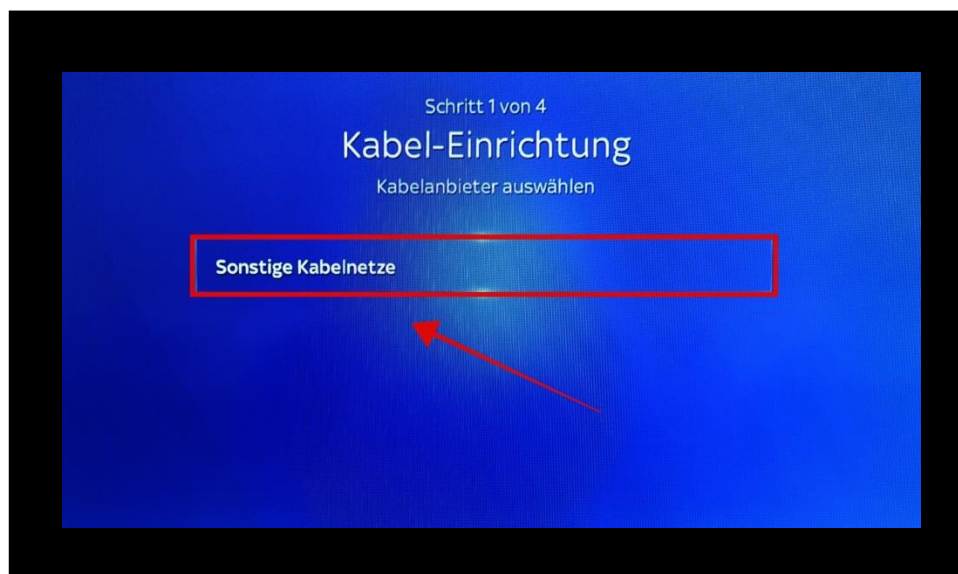 Schritt 1 von 4
Kabel-Einrichtung
Kabelanbieter auswählen
Sonstige Kabelnetze